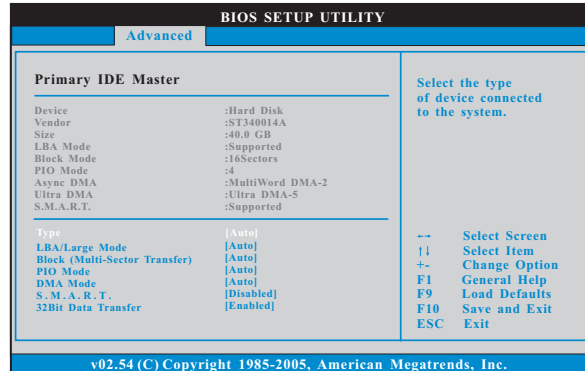 BIOS SETUP UTILITY
Advanced
Primary IDE Master
Device :Hard Disk
Vendor :ST340014A
Size :40.0 GB
LBA Mode :Supported
Block Mode :16Sectors
PIO Mode :4
Async DMA :MultiWord DMA-2
Ultra DMA :Ultra DMA-5
S.M.A.R.T. :Supported
Type [Auto]
LBA/Large Mode [Auto]
Block (Multi-Sector Transfer) [Auto]
PIO Mode [Auto]
DMA Mode [Auto]
S.M.A.R.T. [Disabled]
32Bit Data Transfer [Enabled]
Select the type
of device connected
to the system.
←→ Select Screen
↑↓ Select Item
+- Change Option
F1 General Help
F9 Load Defaults
F10 Save and Exit
ESC Exit
v02.54 (C) Copyright 1985-2005, American Megatrends, Inc.